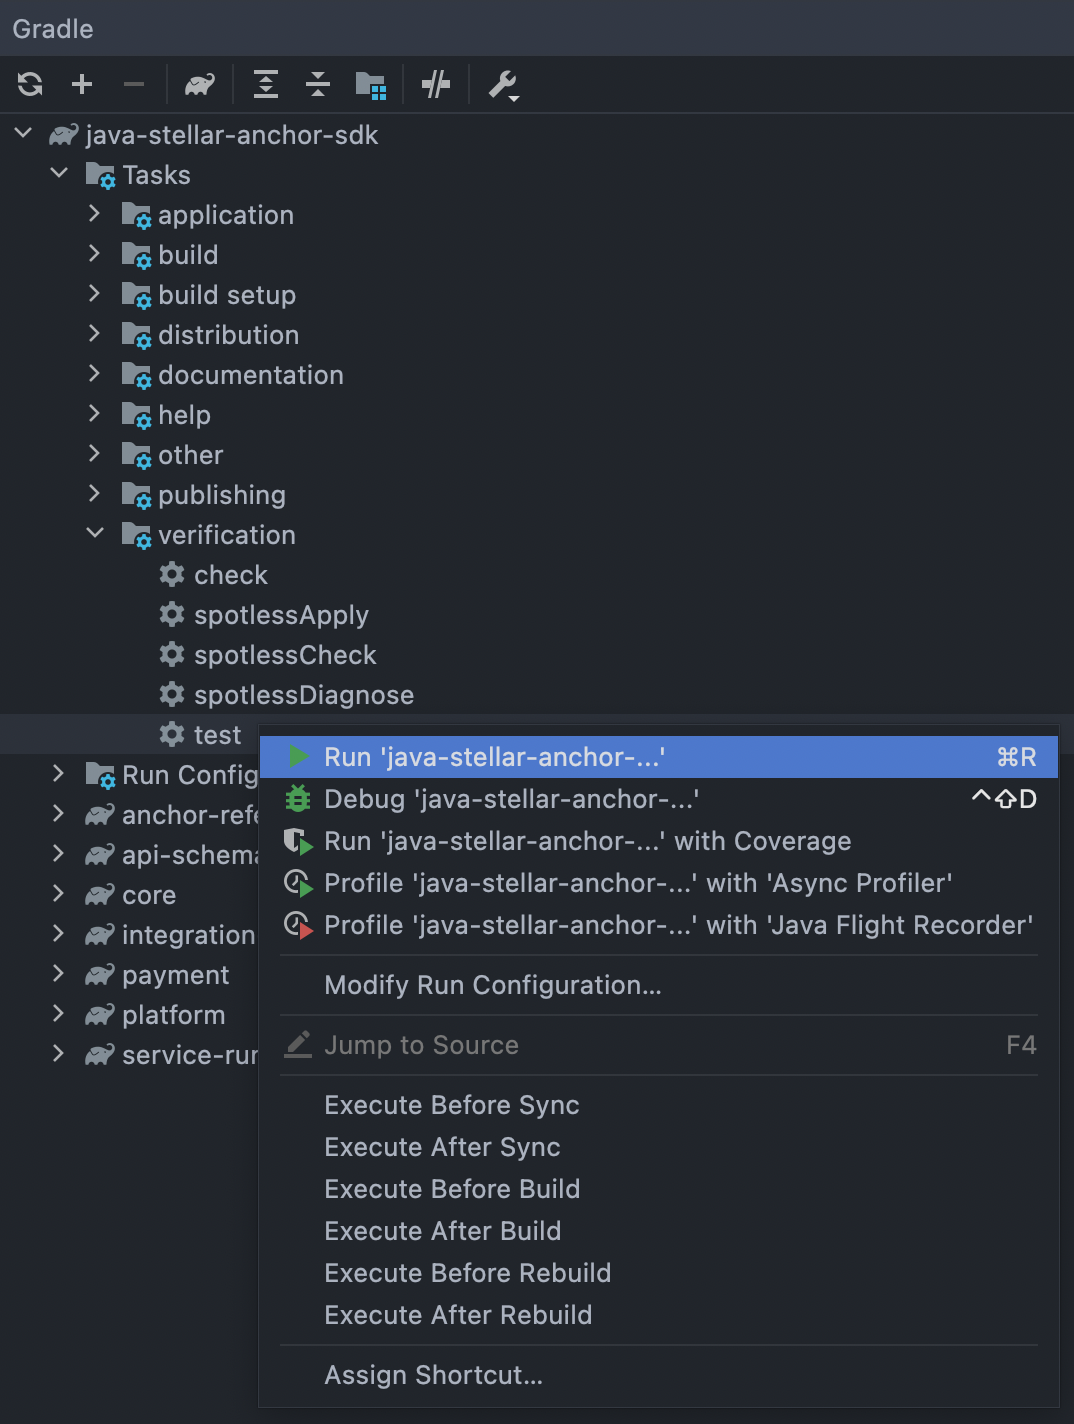 Gradle
java-stellar-anchor-sdk
Tasks
application
build
build setup
distribution
documentation
help
other
publishing
verification
check
spotlessApply
spotlessCheck
spotlessDiagnose
test
Run 'java-stellar-anchor-...' ⌘R
Run Config
Debug 'java-stellar-anchor-...' ^⇧D
anchor-refe
Run 'java-stellar-anchor-...' with Coverage
api-schema
Profile 'java-stellar-anchor-...' with 'Async Profiler'
core
Profile 'java-stellar-anchor-...' with 'Java Flight Recorder'
integration
payment
Modify Run Configuration...
platform
Jump to Source F4
service-run
Execute Before Sync
Execute After Sync
Execute Before Build
Execute After Build
Execute Before Rebuild
Execute After Rebuild
Assign Shortcut...